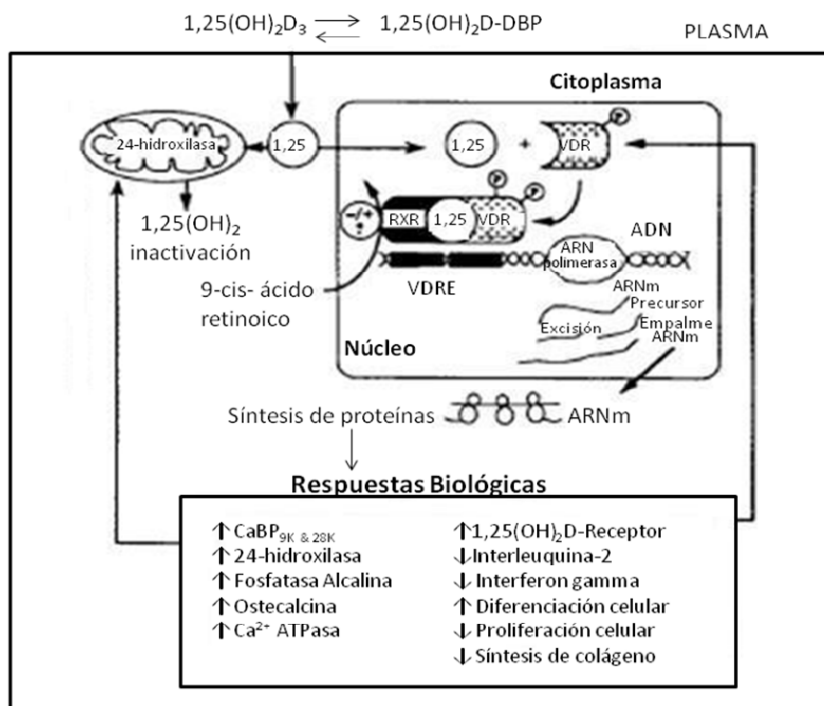 1,25(OH)₂D₃ 1,25(OH)₂D-DBP
PLASMA
Citoplasma
24-hidroxilasa
1,25
1,25
+
VDR
P
1,25(OH)₂
inactivación
−/+
?
RXR
1,25
VDR
P
P
ADN
ARN
polimerasa
VDRE
9-cis- ácido
retinoico
ARNm
Precursor
Excisión
Empalme
ARNm
Núcleo
Síntesis de proteínas
ARNm
Respuestas Biológicas
↑ CaBP₉K & ₂₈K
↑ 24-hidroxilasa
↑ Fosfatasa Alcalina
↑ Ostecalcina
↑ Ca²⁺ ATPasa
↑ 1,25(OH)₂D-Receptor
↓ Interleuquina-2
↓ Interferon gamma
↑ Diferenciación celular
↓ Proliferación celular
↓ Síntesis de colágeno